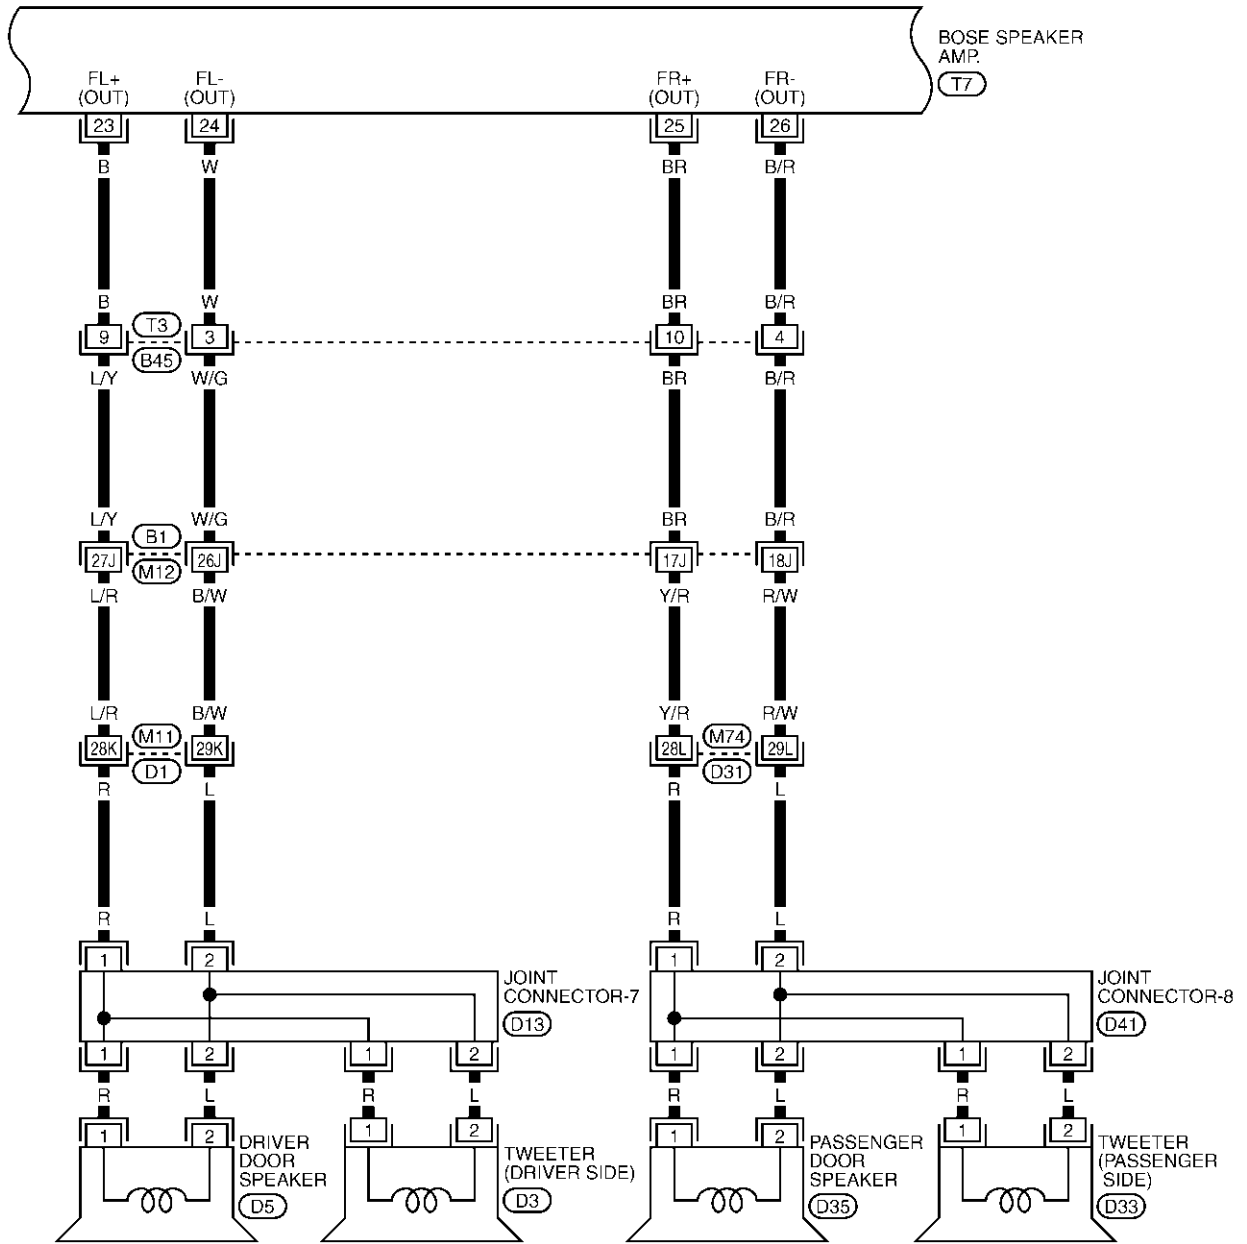 BOSE SPEAKER
AMP.
T7
FL+
(OUT)
FL-
(OUT)
FR+
(OUT)
FR-
(OUT)
23 24 25 26
B W BR B/R
B W BR B/R
9 T3 3 10 4
B45
L/Y W/G BR B/R
L/Y W/G BR B/R
B1
27J 26J 17J 18J
M12
L/R B/W Y/R R/W
L/R B/W Y/R R/W
M11 M74
28K 29K 28L 29L
D1 D31
R L R L
R L R L
1 2 1 2
JOINT
CONNECTOR-7
D13
JOINT
CONNECTOR-8
D41
1 2 1 2 1 2 1 2
R L R L R L R L
1 2 1 2 1 2 1 2
DRIVER
DOOR
SPEAKER
D5
TWEETER
(DRIVER SIDE)
D3
PASSENGER
DOOR
SPEAKER
D35
TWEETER
(PASSENGER
SIDE)
D33